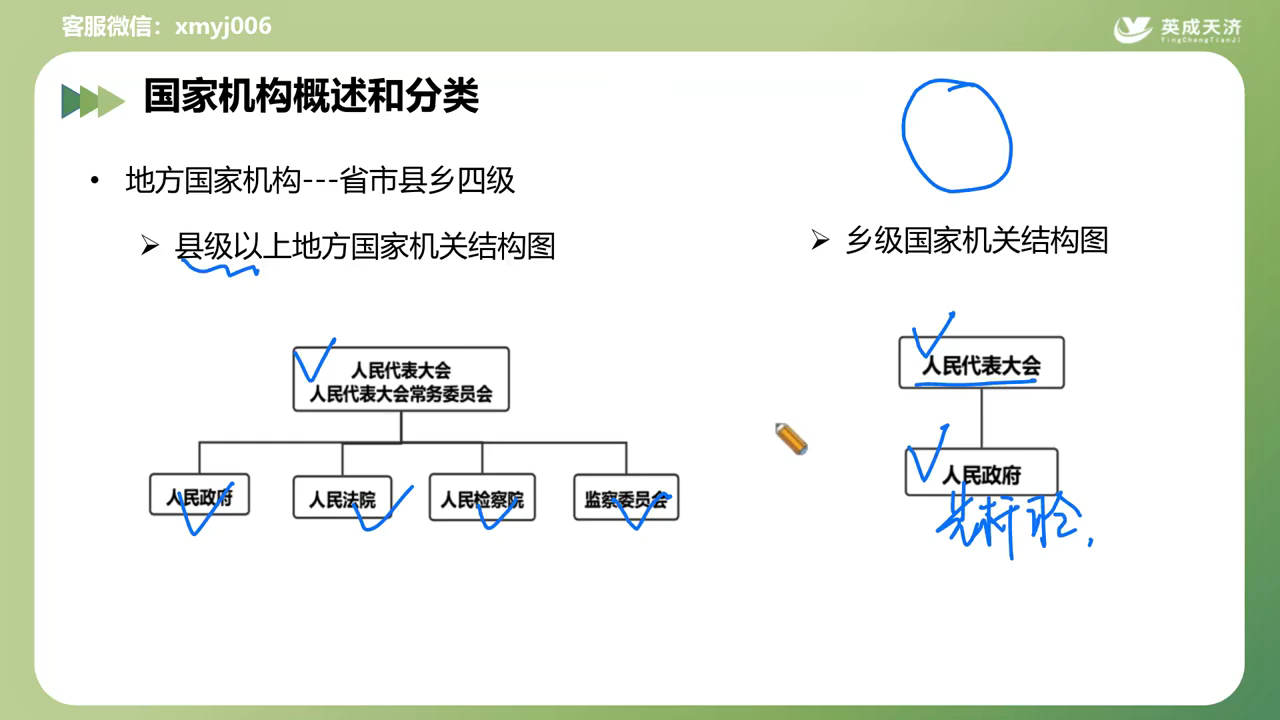 客服微信：xmyj006
英成天济
YingChengTianJi
国家机构概述和分类
• 地方国家机构---省市县乡四级
县级以上地方国家机关结构图
乡级国家机关结构图
人民代表大会
人民代表大会常务委员会
人民代表大会
人民政府
人民法院
人民检察院
监察委员会
人民政府